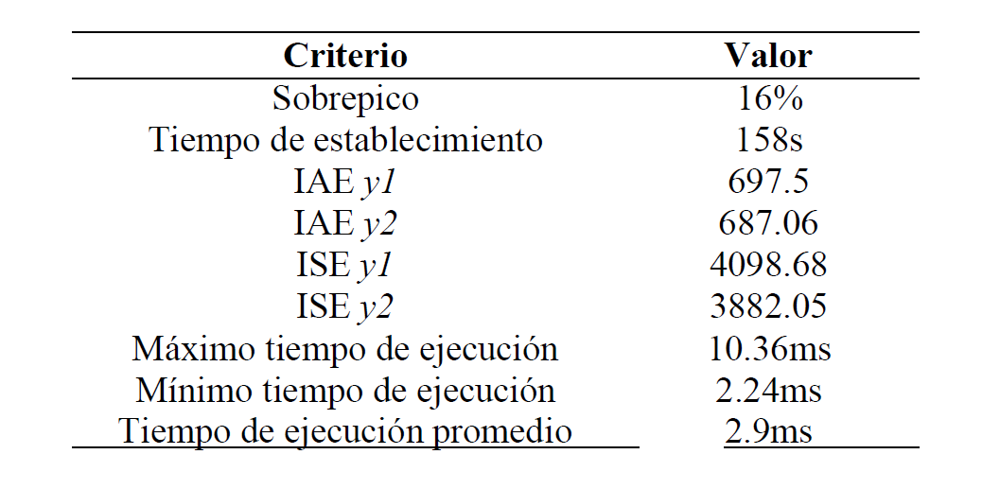 Criterio Valor
Sobrepico 16%
Tiempo de establecimiento 158s
IAE y1 697.5
IAE y2 687.06
ISE y1 4098.68
ISE y2 3882.05
Máximo tiempo de ejecución 10.36ms
Mínimo tiempo de ejecución 2.24ms
Tiempo de ejecución promedio 2.9ms